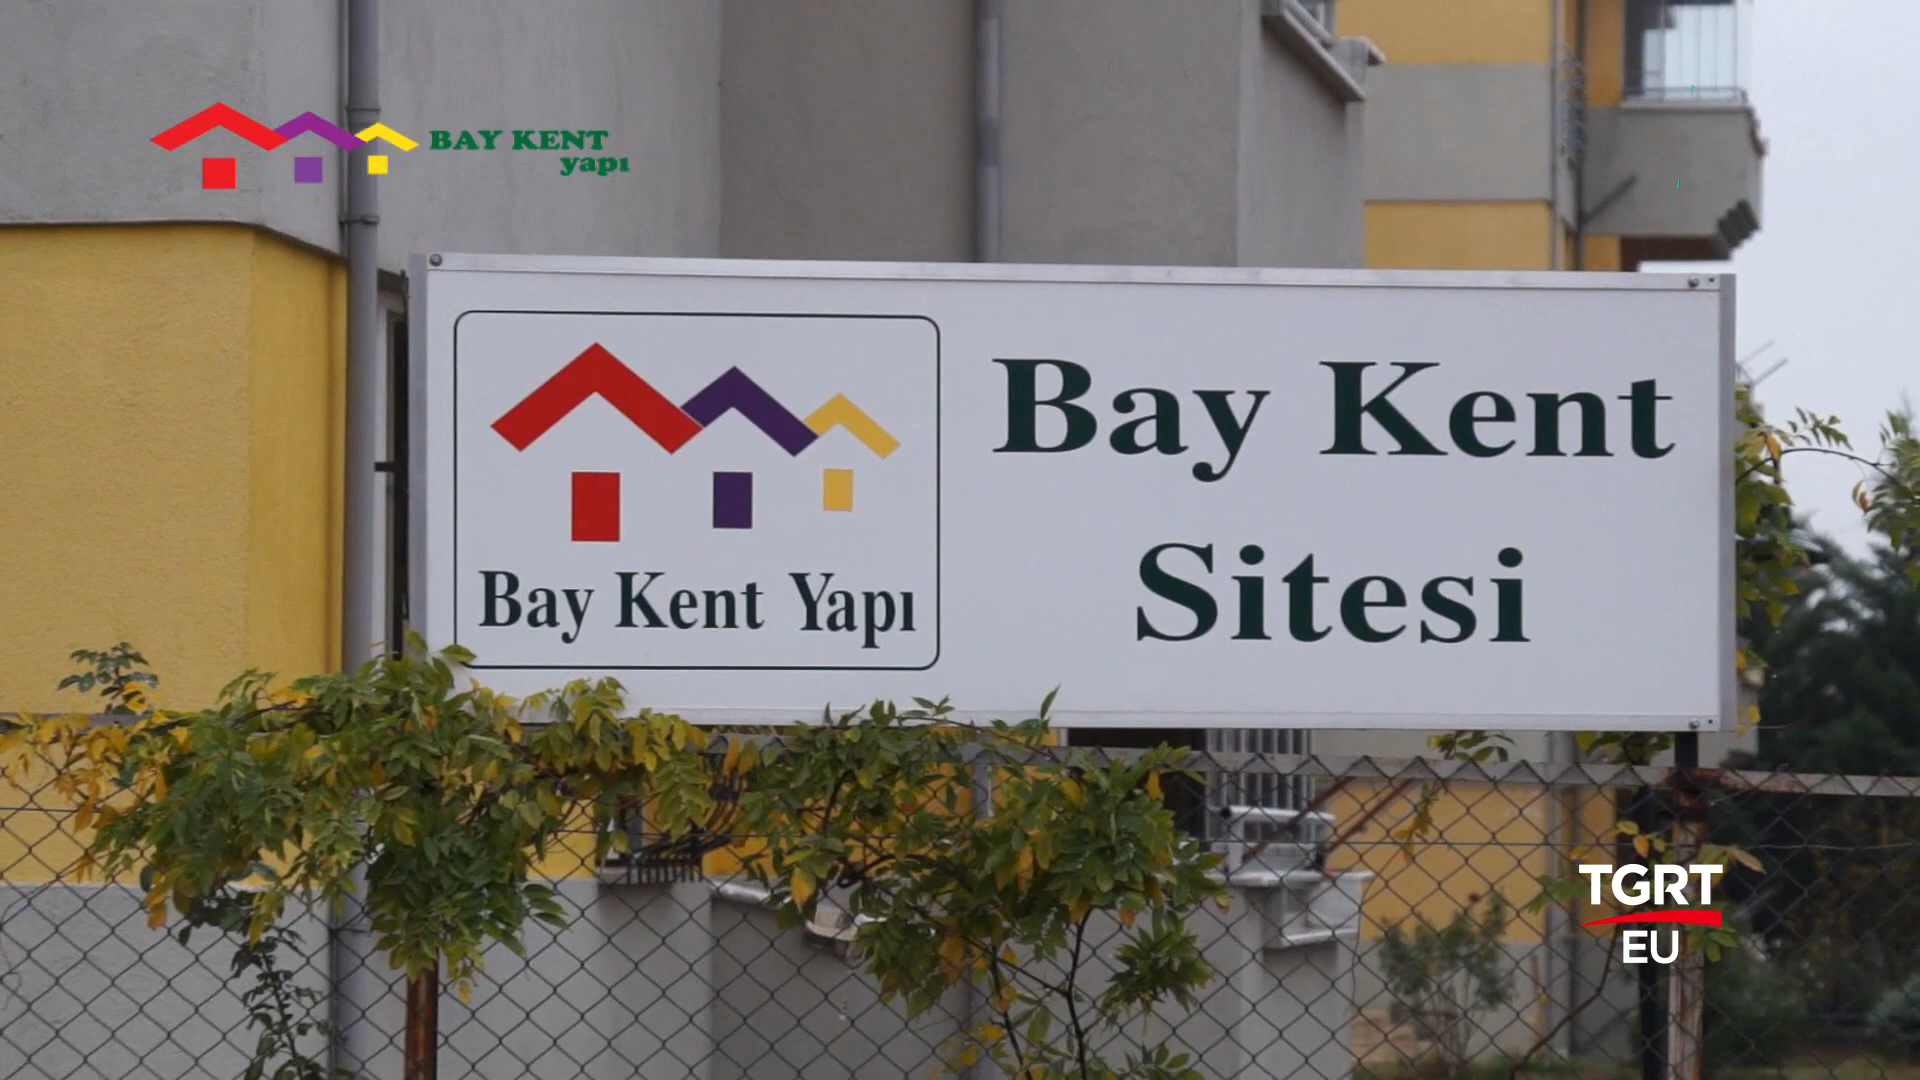 BAY KENT
yapı
Bay Kent
Sitesi
Bay Kent Yapı
TGRT
EU